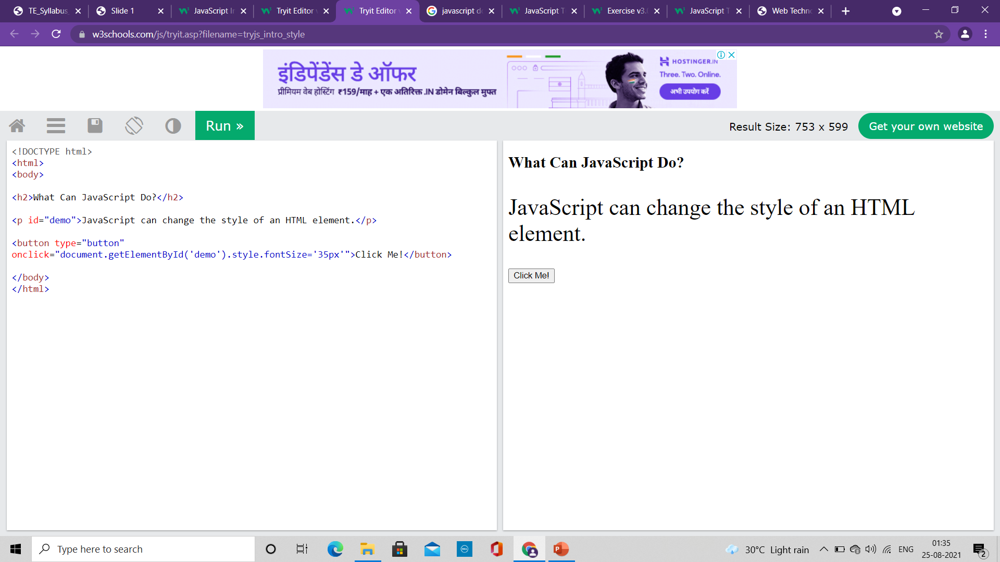 TE_Syllabus_
Slide 1
JavaScript In
Tryit Editor v
Tryit Editor v
javascript do
JavaScript T
Exercise v3.0
JavaScript T
Web Techno
w3schools.com/js/tryit.asp?filename=tryjs_intro_style
इंडिपेंडेंस डे ऑफर
प्रीमियम वेब होस्टिंग ₹159/माह + एक अतिरिक्त .IN डोमेन बिल्कुल मुफ्त
HOSTINGER.IN
Three. Two. Online.
अभी उपयोग करें
Run »
Result Size: 753 x 599
Get your own website
<!DOCTYPE html>
<html>
<body>
<h2>What Can JavaScript Do?</h2>
<p id="demo">JavaScript can change the style of an HTML element.</p>
<button type="button"
onclick="document.getElementById('demo').style.fontSize='35px'">Click Me!</button>
</body>
</html>
What Can JavaScript Do?
JavaScript can change the style of an HTML
element.
Click Me!
Type here to search
30°C Light rain
ENG
01:35
25-08-2021
2